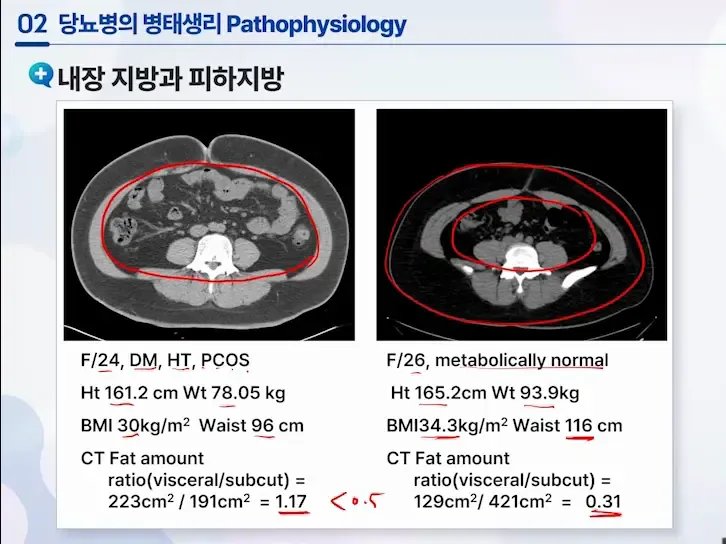 02 당뇨병의 병태생리 Pathophysiology
내장 지방과 피하지방
F/24, DM, HT, PCOS
Ht 161.2 cm Wt 78.05 kg
BMI 30kg/m² Waist 96 cm
CT Fat amount
ratio(visceral/subcut) =
223cm² / 191cm² = 1.17
<0.5
F/26, metabolically normal
Ht 165.2cm Wt 93.9kg
BMI34.3kg/m² Waist 116 cm
CT Fat amount
ratio(visceral/subcut) =
129cm²/ 421cm² = 0.31